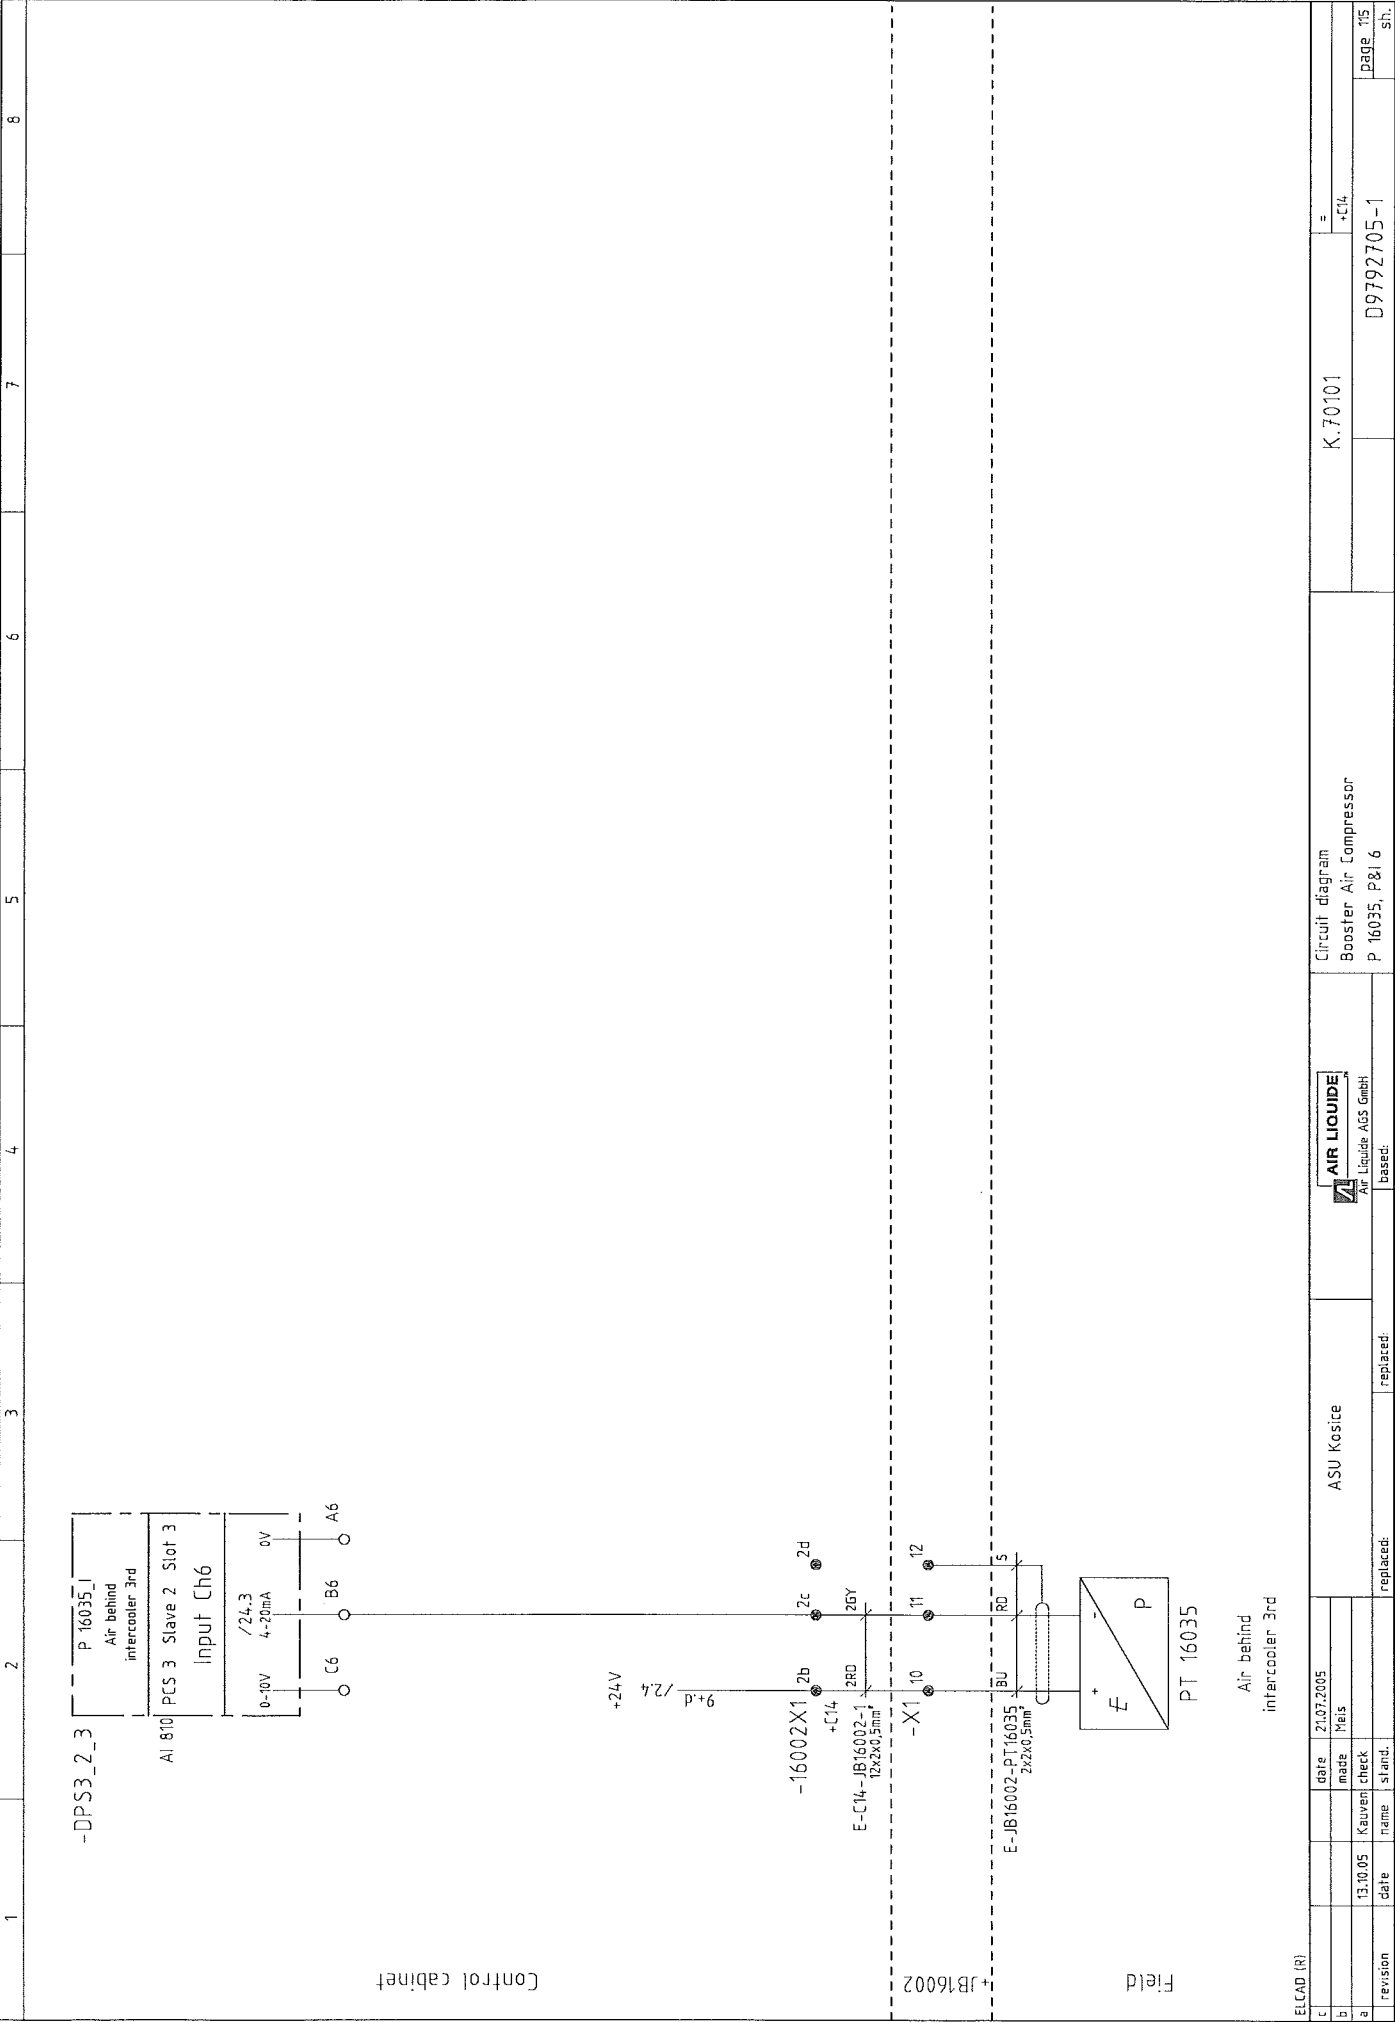 1 2 3 4 5 6 7 8
-DPS3_2_3
P 16035_I
Air behind
intercooler 3rd
AI 810 PCS 3 Slave 2 Slot 3
Input Ch6
/24.3
0-10V 4-20mA 0V
C6 B6 A6
Control cabinet
+24V
/2.4
9+.d
-16002X1 2b 2c 2d
+C14
2RD 2GY
E-C14-JB16002-1
12x2x0,5mm²
+JB16002
-X1 10 11 12
BU RD S
E-JB16002-PT16035
2x2x0,5mm²
Field
+ -
E P
PT 16035
Air behind
intercooler 3rd
ELCAD (R)
c date 21.07.2005
b made Meis
a 13.10.05 Kauven check
revision date name stand.
ASU Kosice
replaced: replaced: based:
AIR LIQUIDE
Air Liquide AGS GmbH
Circuit diagram
Booster Air Compressor
P 16035, P&I 6
K.70101
=
+C14
D9792705-1
page 115
sh.